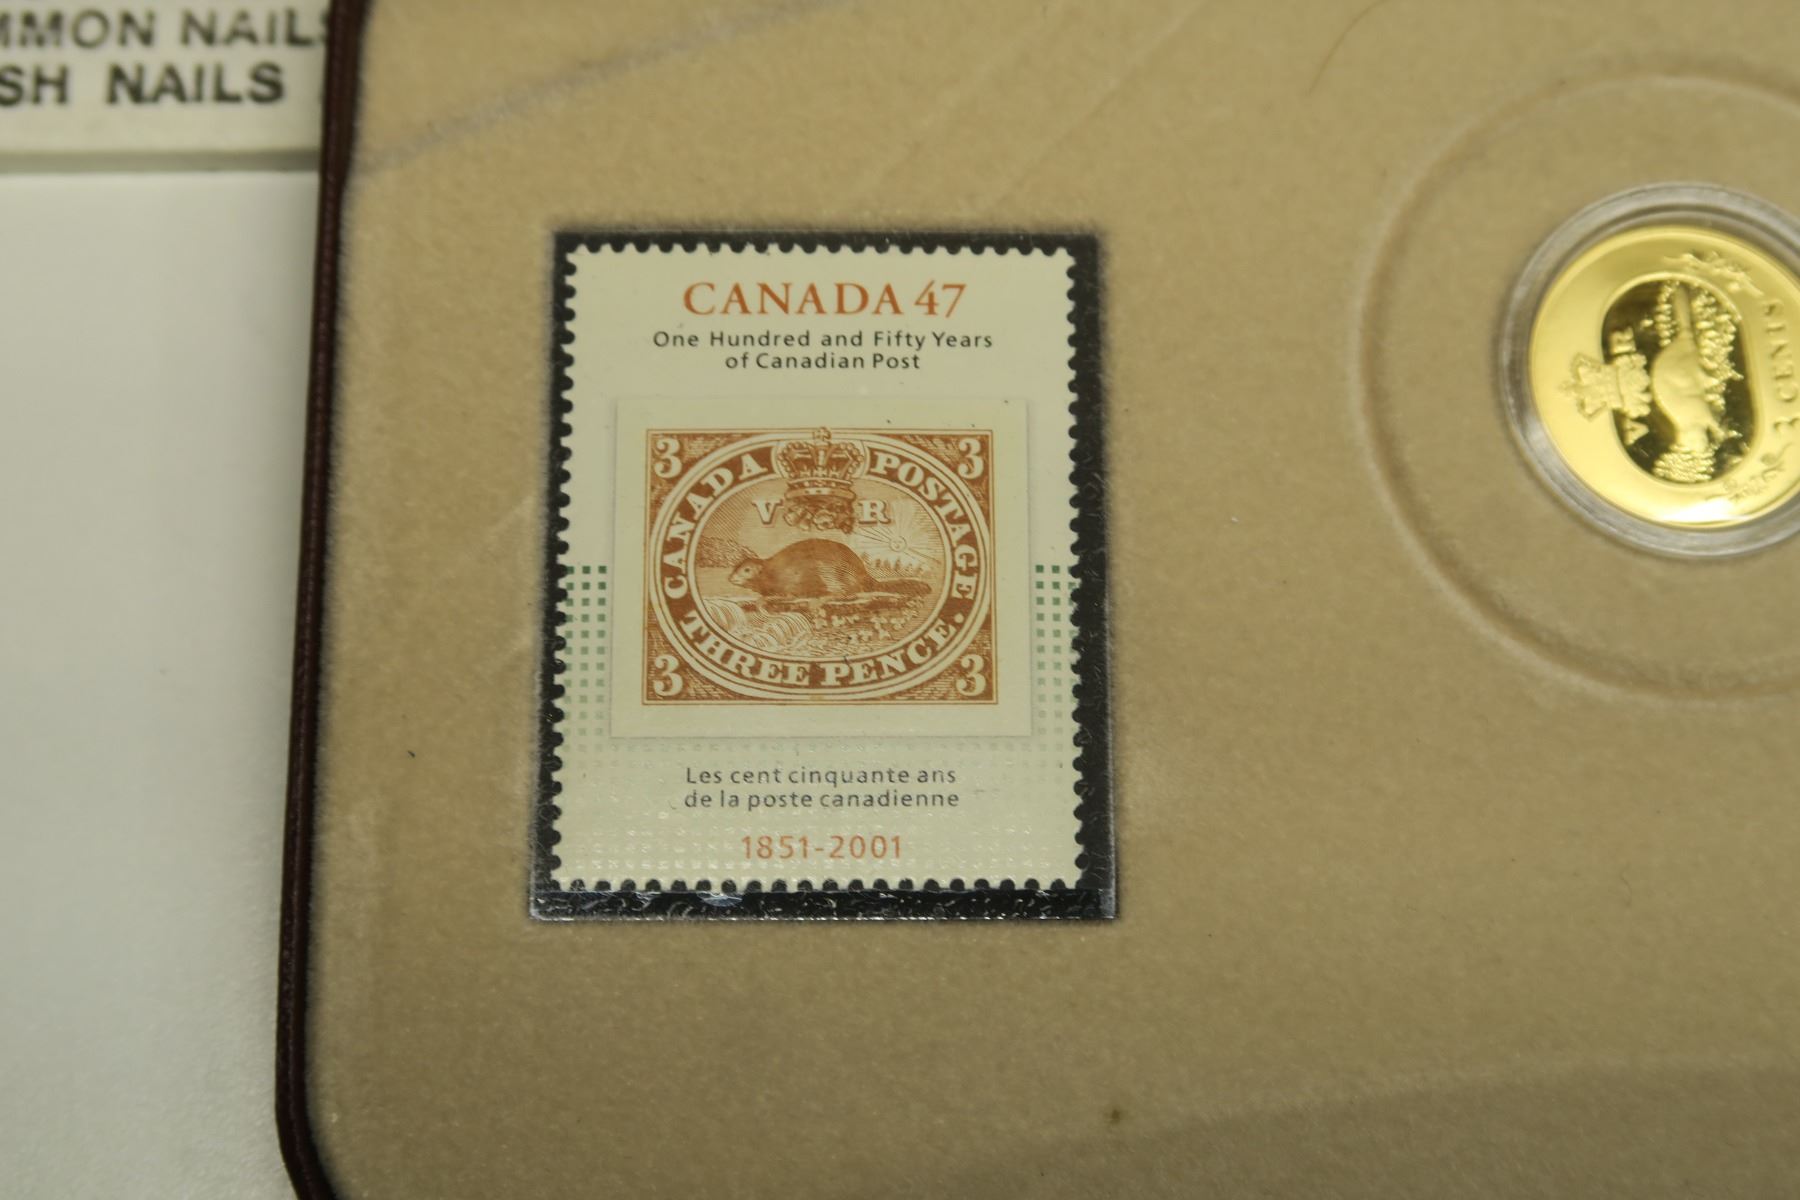 MMON NAILS
SH NAILS
CANADA 47
One Hundred and Fifty Years
of Canadian Post
3 3
CANADA POSTAGE
V R
THREE PENCE.
3 3
Les cent cinquante ans
de la poste canadienne
1851-2001
V R
3 CENTS